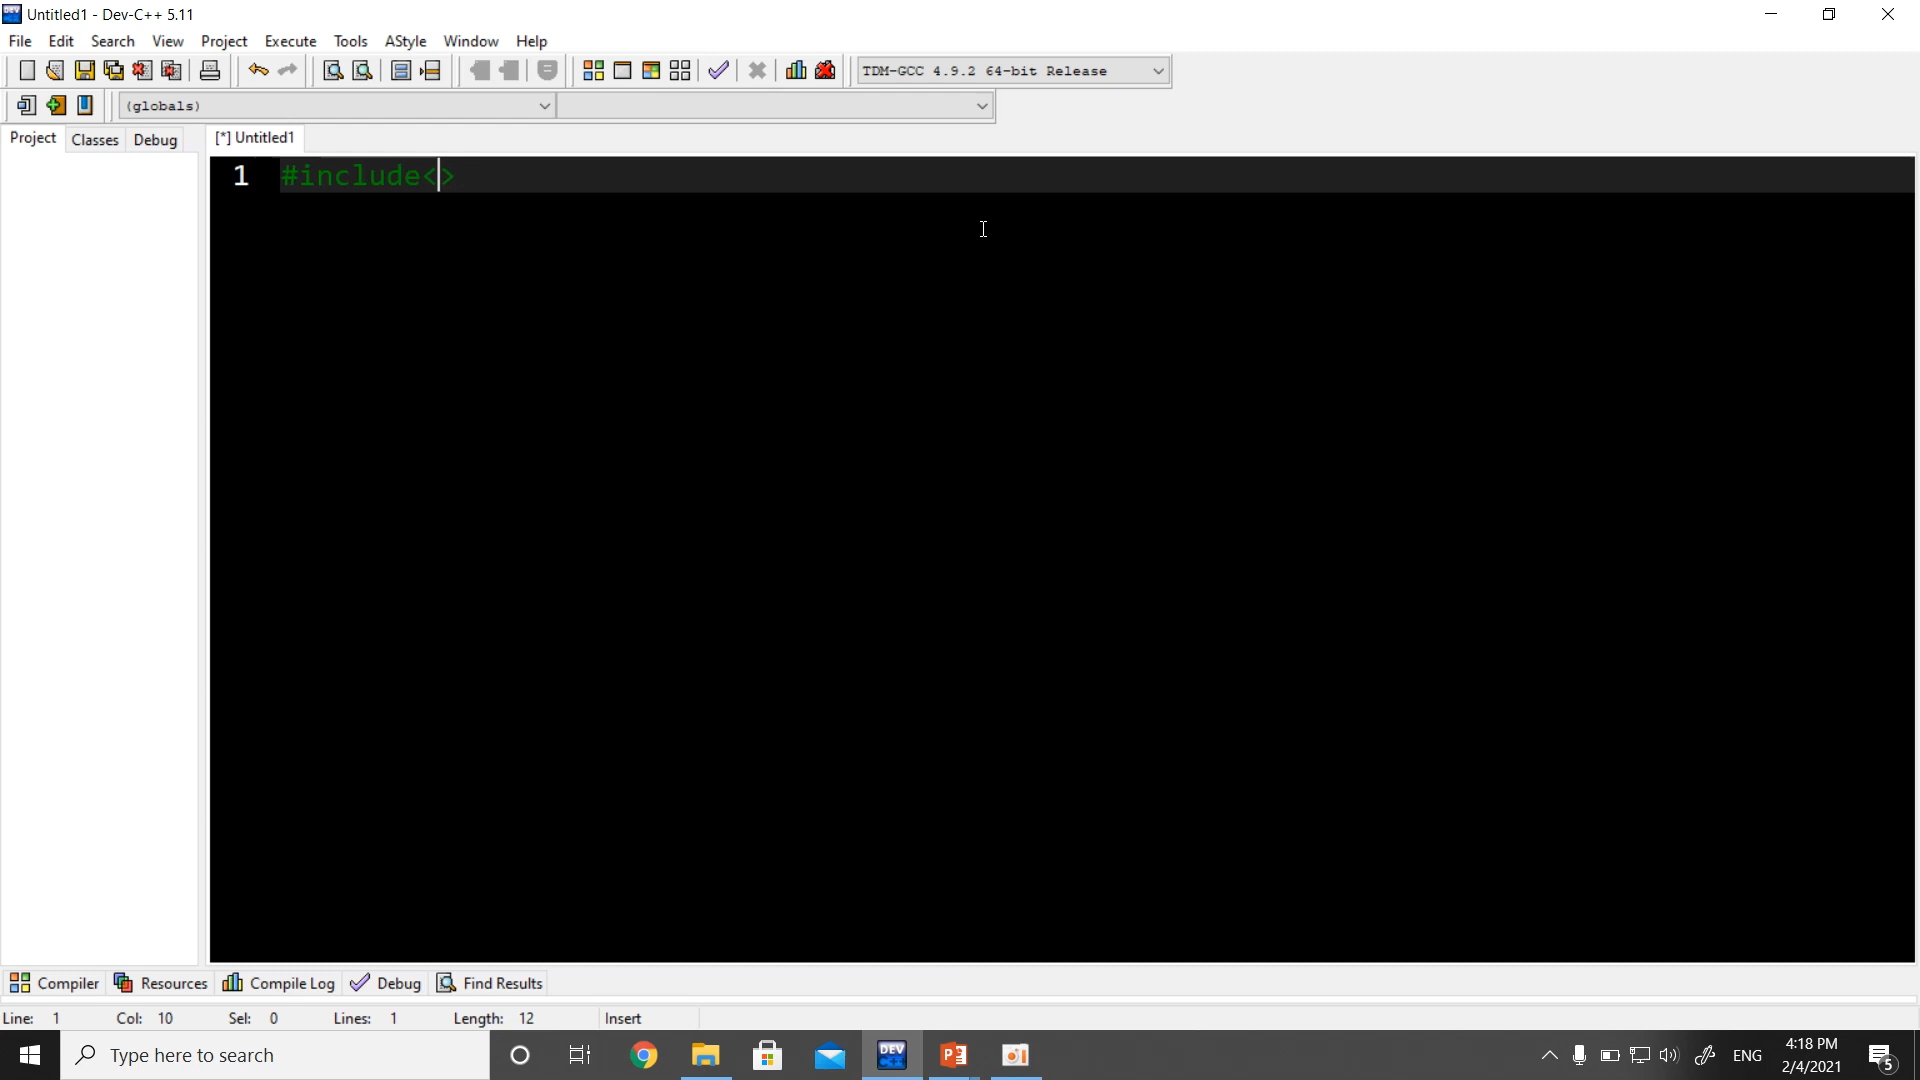 Untitled1 - Dev-C++ 5.11
File Edit Search View Project Execute Tools AStyle Window Help
TDM-GCC 4.9.2 64-bit Release
(globals)
Project Classes Debug [*] Untitled1
1 #include<>
Compiler Resources Compile Log Debug Find Results
Line: 1 Col: 10 Sel: 0 Lines: 1 Length: 12 Insert
Type here to search
DEV C++
ENG
4:18 PM
2/4/2021
5